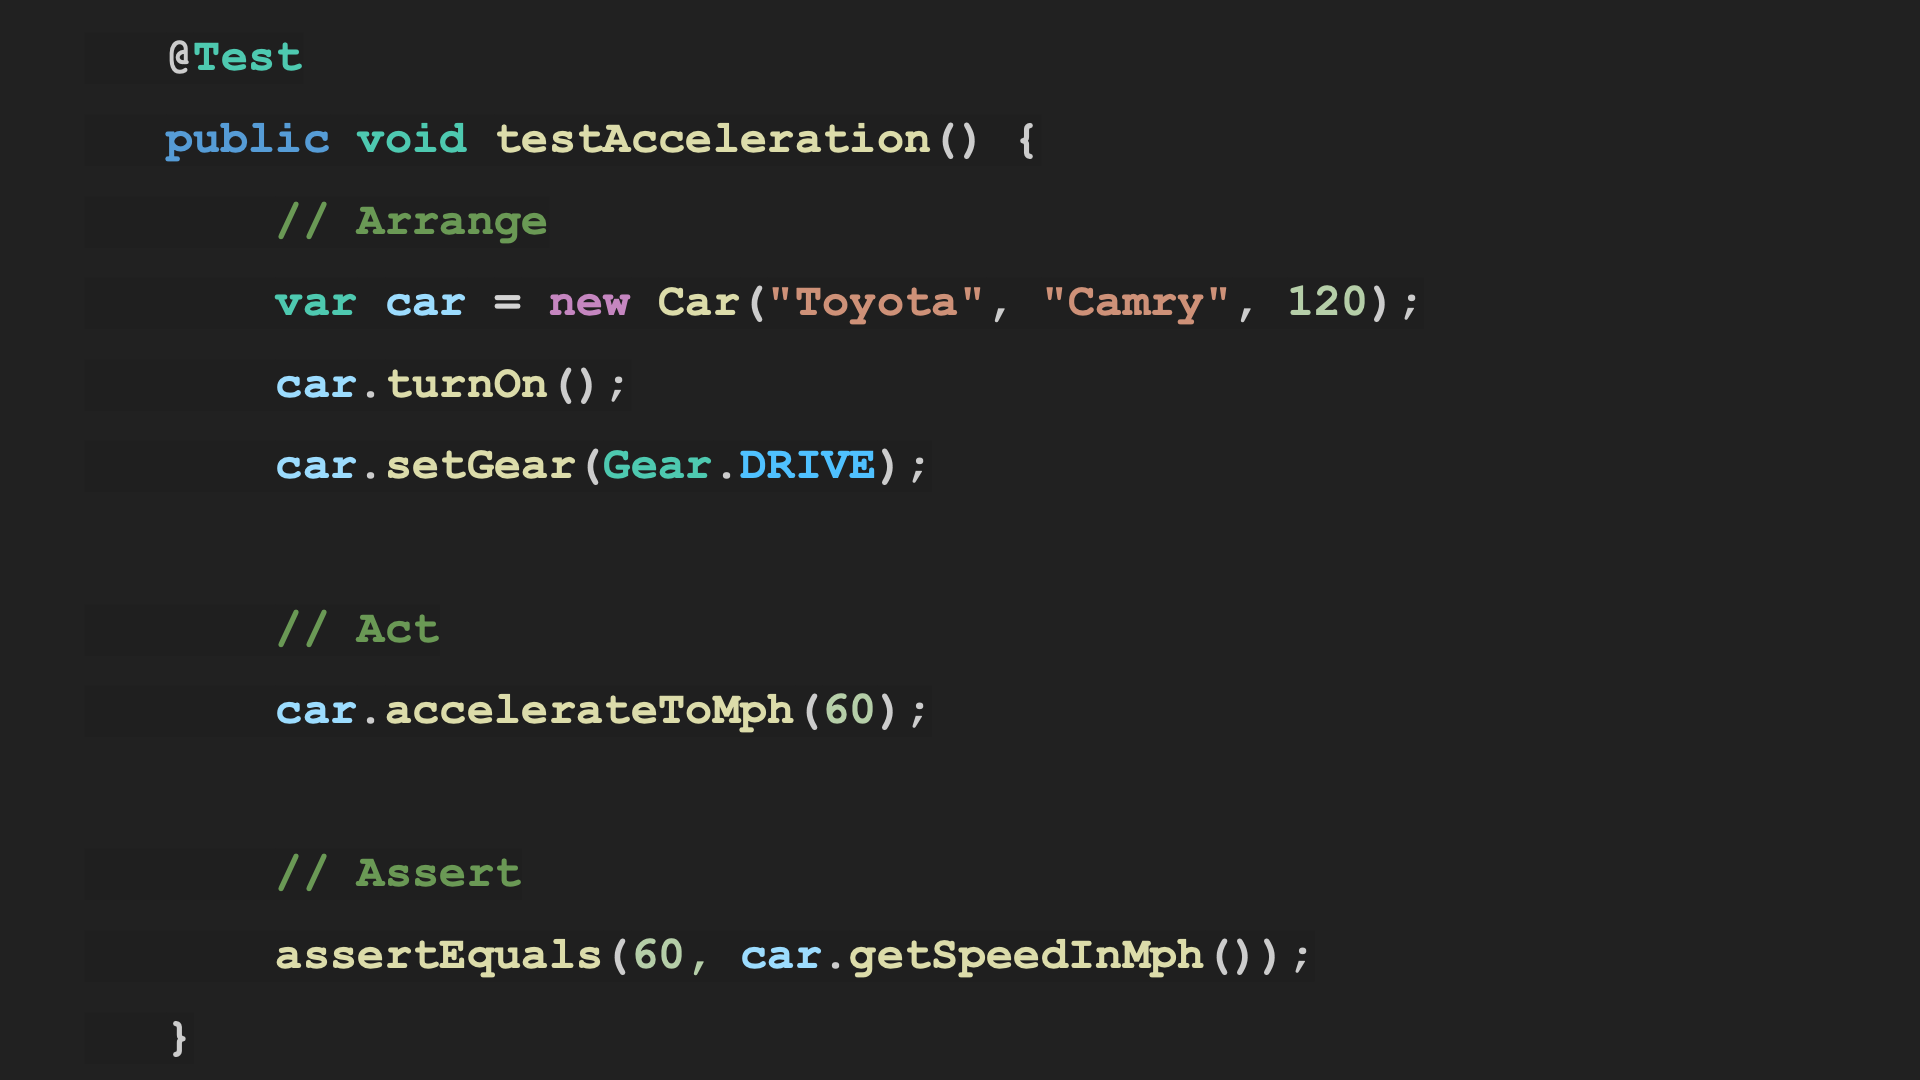 @Test
public void testAcceleration() {
// Arrange
var car = new Car("Toyota", "Camry", 120);
car.turnOn();
car.setGear(Gear.DRIVE);
// Act
car.accelerateToMph(60);
// Assert
assertEquals(60, car.getSpeedInMph());
}